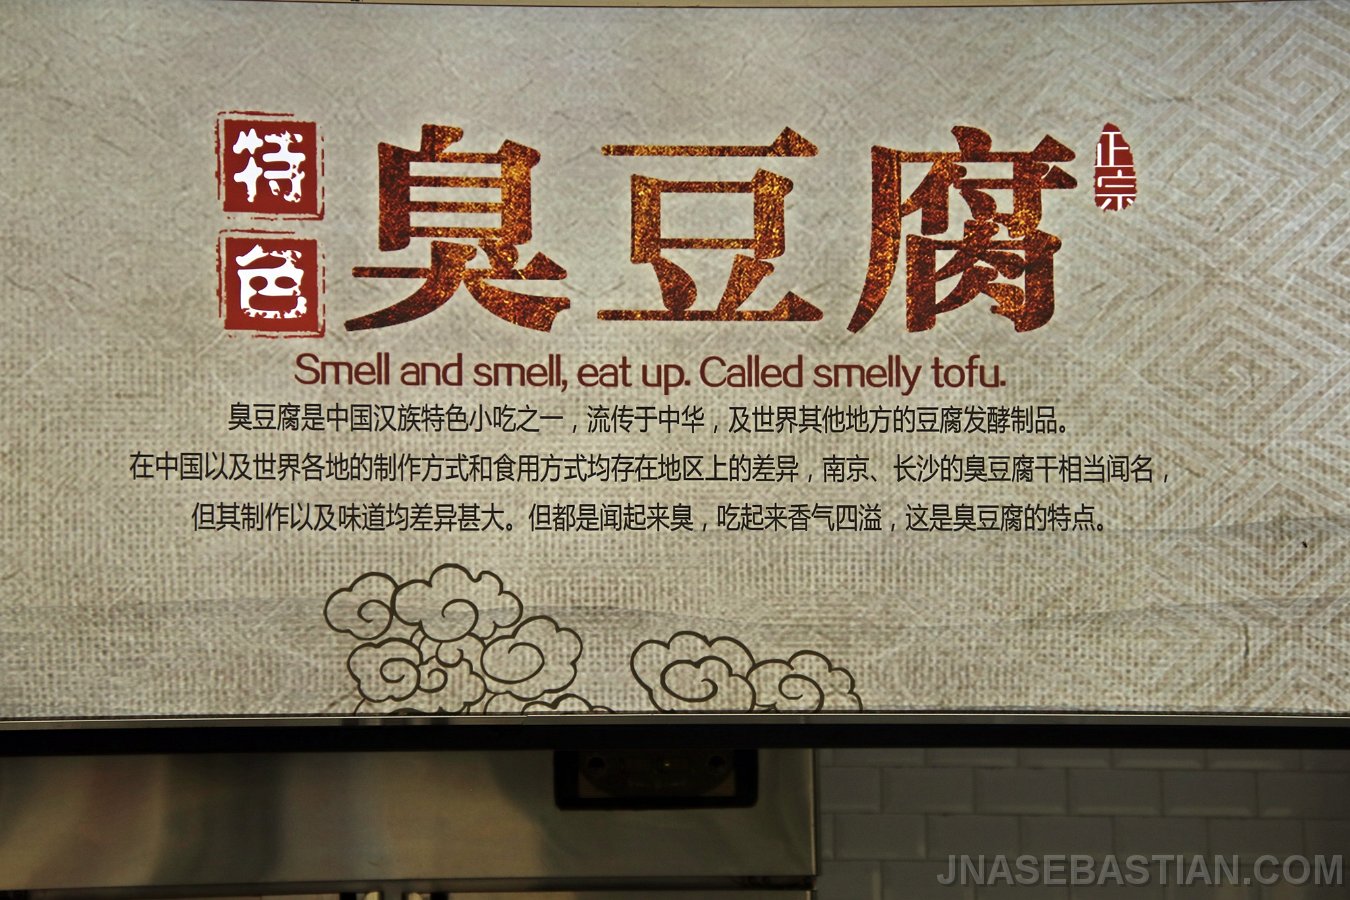 特色
臭豆腐
正宗
Smell and smell, eat up. Called smelly tofu.
臭豆腐是中国汉族特色小吃之一，流传于中华，及世界其他地方的豆腐发酵制品。
在中国以及世界各地的制作方式和食用方式均存在地区上的差异，南京、长沙的臭豆腐干相当闻名，
但其制作以及味道均差异甚大。但都是闻起来臭，吃起来香气四溢，这是臭豆腐的特点。
JNASEBASTIAN.COM